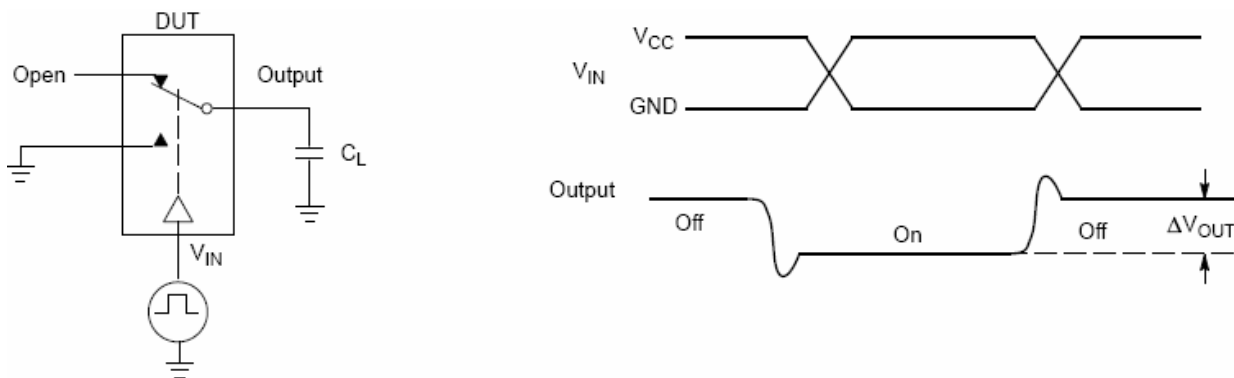 DUT
Open
Output
C_L
V_IN
V_CC
V_IN
GND
Output
Off
On
Off
ΔV_OUT